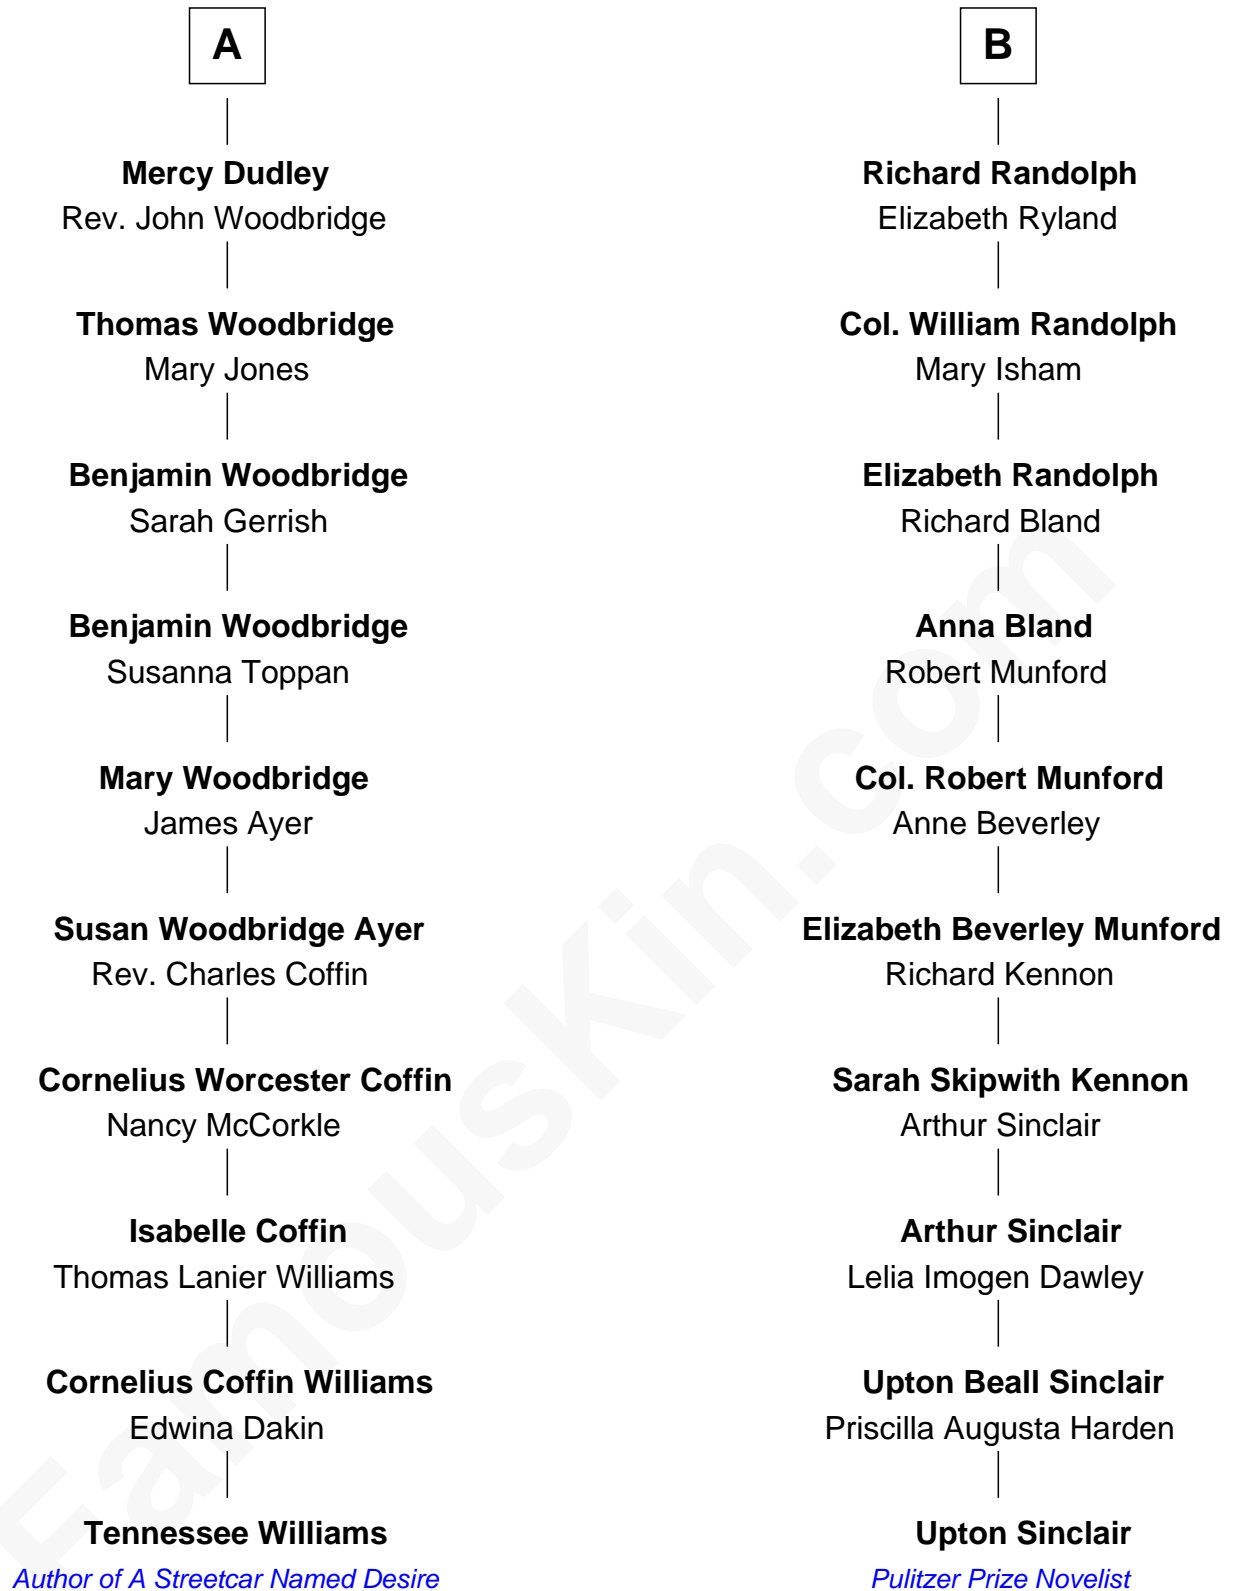 A
Mercy Dudley
Rev. John Woodbridge
Thomas Woodbridge
Mary Jones
Benjamin Woodbridge
Sarah Gerrish
Benjamin Woodbridge
Susanna Toppan
Mary Woodbridge
James Ayer
Susan Woodbridge Ayer
Rev. Charles Coffin
Cornelius Worcester Coffin
Nancy McCorkle
Isabelle Coffin
Thomas Lanier Williams
Cornelius Coffin Williams
Edwina Dakin
Tennessee Williams
Author of A Streetcar Named Desire
B
Richard Randolph
Elizabeth Ryland
Col. William Randolph
Mary Isham
Elizabeth Randolph
Richard Bland
Anna Bland
Robert Munford
Col. Robert Munford
Anne Beverley
Elizabeth Beverley Munford
Richard Kennon
Sarah Skipwith Kennon
Arthur Sinclair
Arthur Sinclair
Lelia Imogen Dawley
Upton Beall Sinclair
Priscilla Augusta Harden
Upton Sinclair
Pulitzer Prize Novelist
FamousKin.com